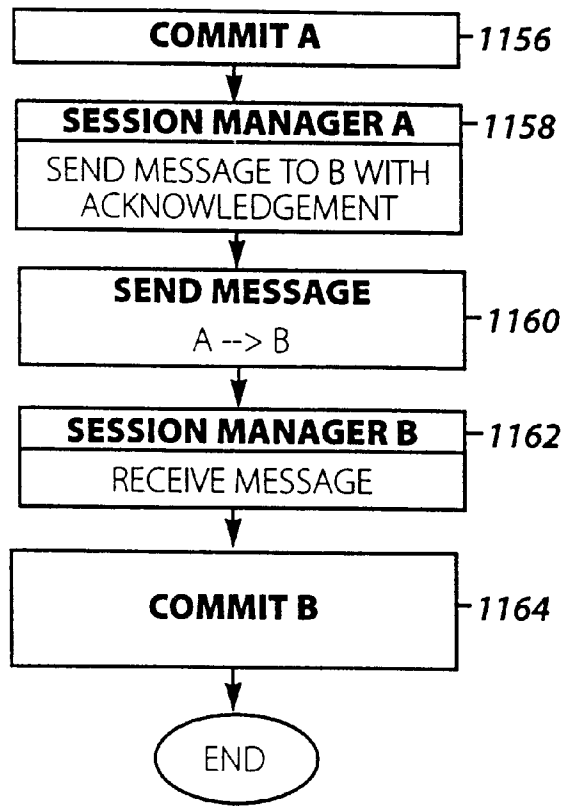 COMMIT A
1156
SESSION MANAGER A
1158
SEND MESSAGE TO B WITH
ACKNOWLEDGEMENT
SEND MESSAGE
1160
A --> B
SESSION MANAGER B
1162
RECEIVE MESSAGE
COMMIT B
1164
END